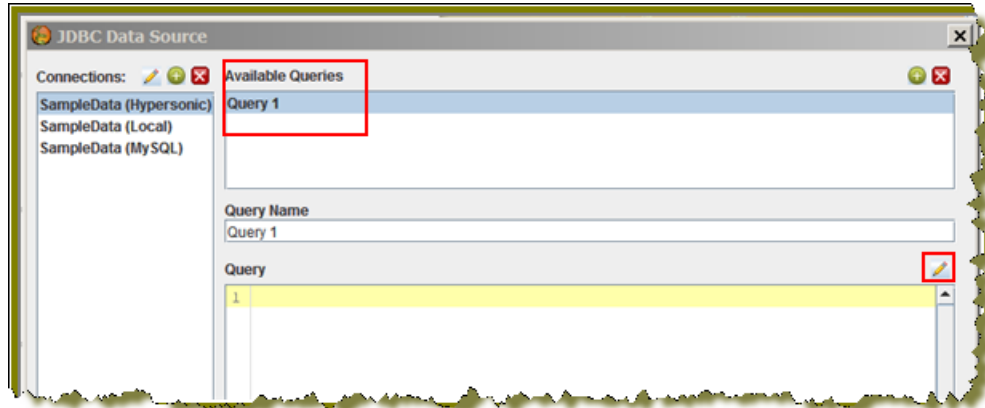 JDBC Data Source
Connections:
SampleData (Hypersonic)
SampleData (Local)
SampleData (MySQL)
Available Queries
Query 1
Query Name
Query 1
Query
1